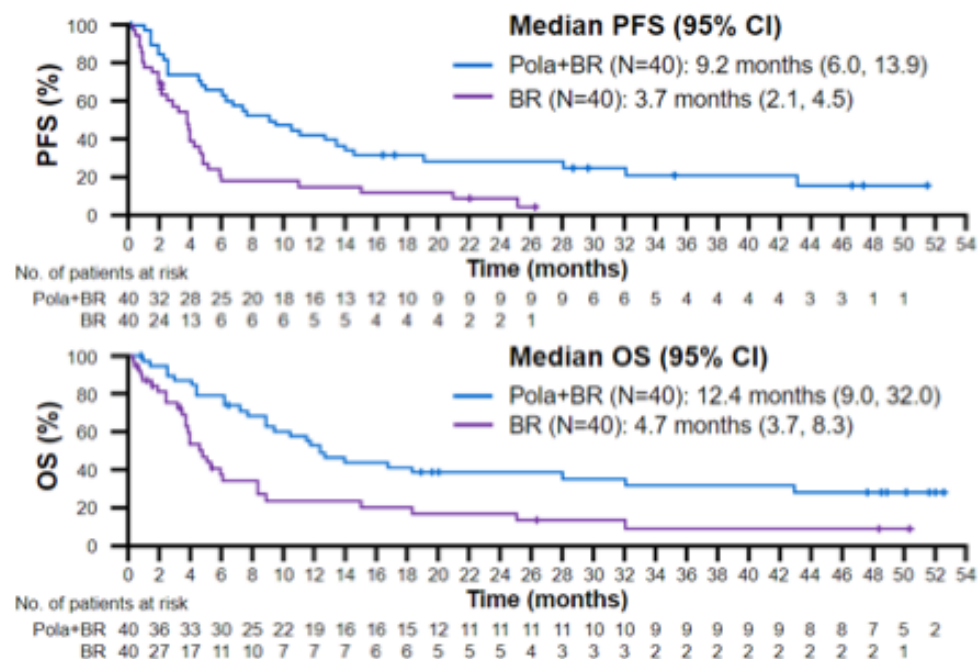 Median PFS (95% CI)
Pola+BR (N=40): 9.2 months (6.0, 13.9)
BR (N=40): 3.7 months (2.1, 4.5)
PFS (%)
100
80
60
40
20
0
0 2 4 6 8 10 12 14 16 18 20 22 24 26 28 30 32 34 36 38 40 42 44 46 48 50 52 54
Time (months)
No. of patients at risk
Pola+BR 40 32 28 25 20 18 16 13 12 10 9 9 9 9 9 6 6 5 4 4 4 4 3 3 1 1
BR 40 24 13 6 6 6 5 5 4 4 4 2 2 1
Median OS (95% CI)
Pola+BR (N=40): 12.4 months (9.0, 32.0)
BR (N=40): 4.7 months (3.7, 8.3)
OS (%)
100
80
60
40
20
0
0 2 4 6 8 10 12 14 16 18 20 22 24 26 28 30 32 34 36 38 40 42 44 46 48 50 52 54
Time (months)
No. of patients at risk
Pola+BR 40 36 33 30 25 22 19 16 16 15 12 11 11 11 11 10 10 9 9 9 9 9 8 8 7 5 2
BR 40 27 17 11 10 7 7 7 6 6 5 5 5 4 3 3 3 2 2 2 2 2 2 2 2 1